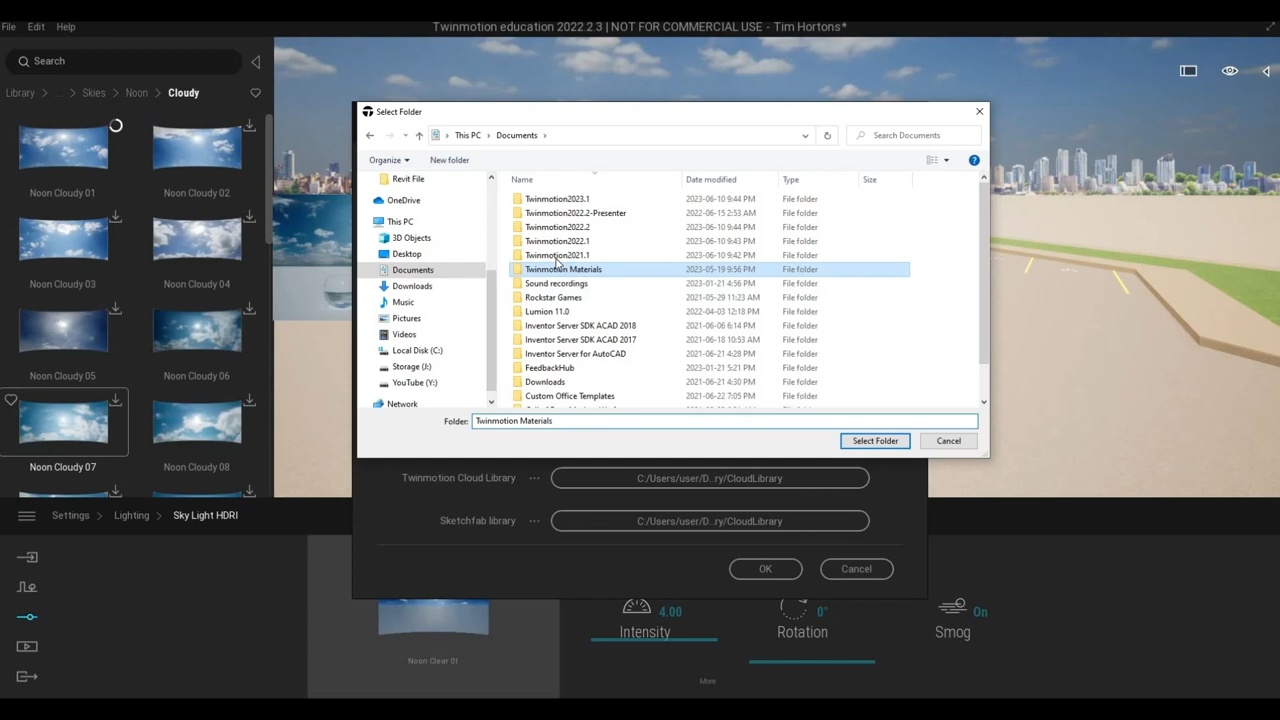 Twinmotion education 2022.2.3 | NOT FOR COMMERCIAL USE - Tim Hortons*
File Edit Help
Search
Library ... Skies Noon Cloudy
Noon Cloudy 01 Noon Cloudy 02
Noon Cloudy 03 Noon Cloudy 04
Noon Cloudy 05 Noon Cloudy 06
Noon Cloudy 07 Noon Cloudy 08
Select Folder
This PC Documents
Search Documents
Organize New folder
Revit File
OneDrive
This PC
3D Objects
Desktop
Documents
Downloads
Music
Pictures
Videos
Local Disk (C:)
Storage (J:)
YouTube (Y:)
Network
Name Date modified Type Size
Twinmotion2023.1 2023-06-10 9:44 PM File folder
Twinmotion2022.2-Presenter 2022-06-15 2:53 AM File folder
Twinmotion2022.2 2023-06-10 9:44 PM File folder
Twinmotion2022.1 2023-06-10 9:43 PM File folder
Twinmotion2021.1 2023-06-10 9:42 PM File folder
Twinmotion Materials 2023-05-19 9:56 PM File folder
Sound recordings 2023-01-21 4:56 PM File folder
Rockstar Games 2021-05-29 11:23 AM File folder
Lumion 11.0 2022-04-03 12:18 PM File folder
Inventor Server SDK ACAD 2018 2021-06-06 6:14 PM File folder
Inventor Server SDK ACAD 2017 2021-06-18 10:53 AM File folder
Inventor Server for AutoCAD 2021-06-21 4:28 PM File folder
FeedbackHub 2023-01-21 5:21 PM File folder
Downloads 2021-06-21 4:30 PM File folder
Custom Office Templates 2021-06-22 7:05 PM File folder
Folder: Twinmotion Materials
Select Folder Cancel
Twinmotion Cloud Library ... C:/Users/user/D..ry/CloudLibrary
Sketchfab library ... C:/Users/user/D..ry/CloudLibrary
OK Cancel
Settings Lighting Sky Light HDRI
Noon Clear 01
4.00 0° On
Intensity Rotation Smog
More